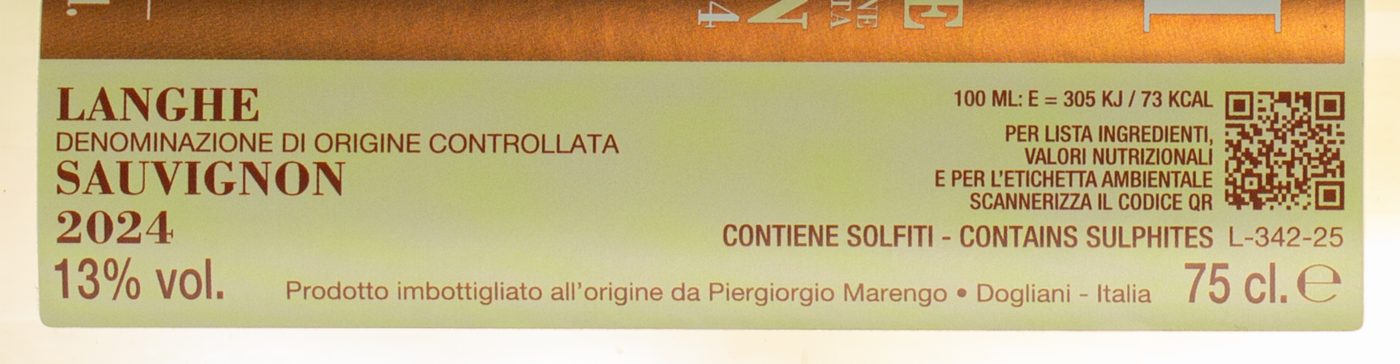 LANGHE
DENOMINAZIONE DI ORIGINE CONTROLLATA
SAUVIGNON
2024
13% vol.
Prodotto imbottigliato all'origine da Piergiorgio Marengo • Dogliani - Italia
100 ML: E = 305 KJ / 73 KCAL
PER LISTA INGREDIENTI,
VALORI NUTRIZIONALI
E PER L'ETICHETTA AMBIENTALE
SCANNERIZZA IL CODICE QR
CONTIENE SOLFITI - CONTAINS SULPHITES L-342-25
75 cl. ℮